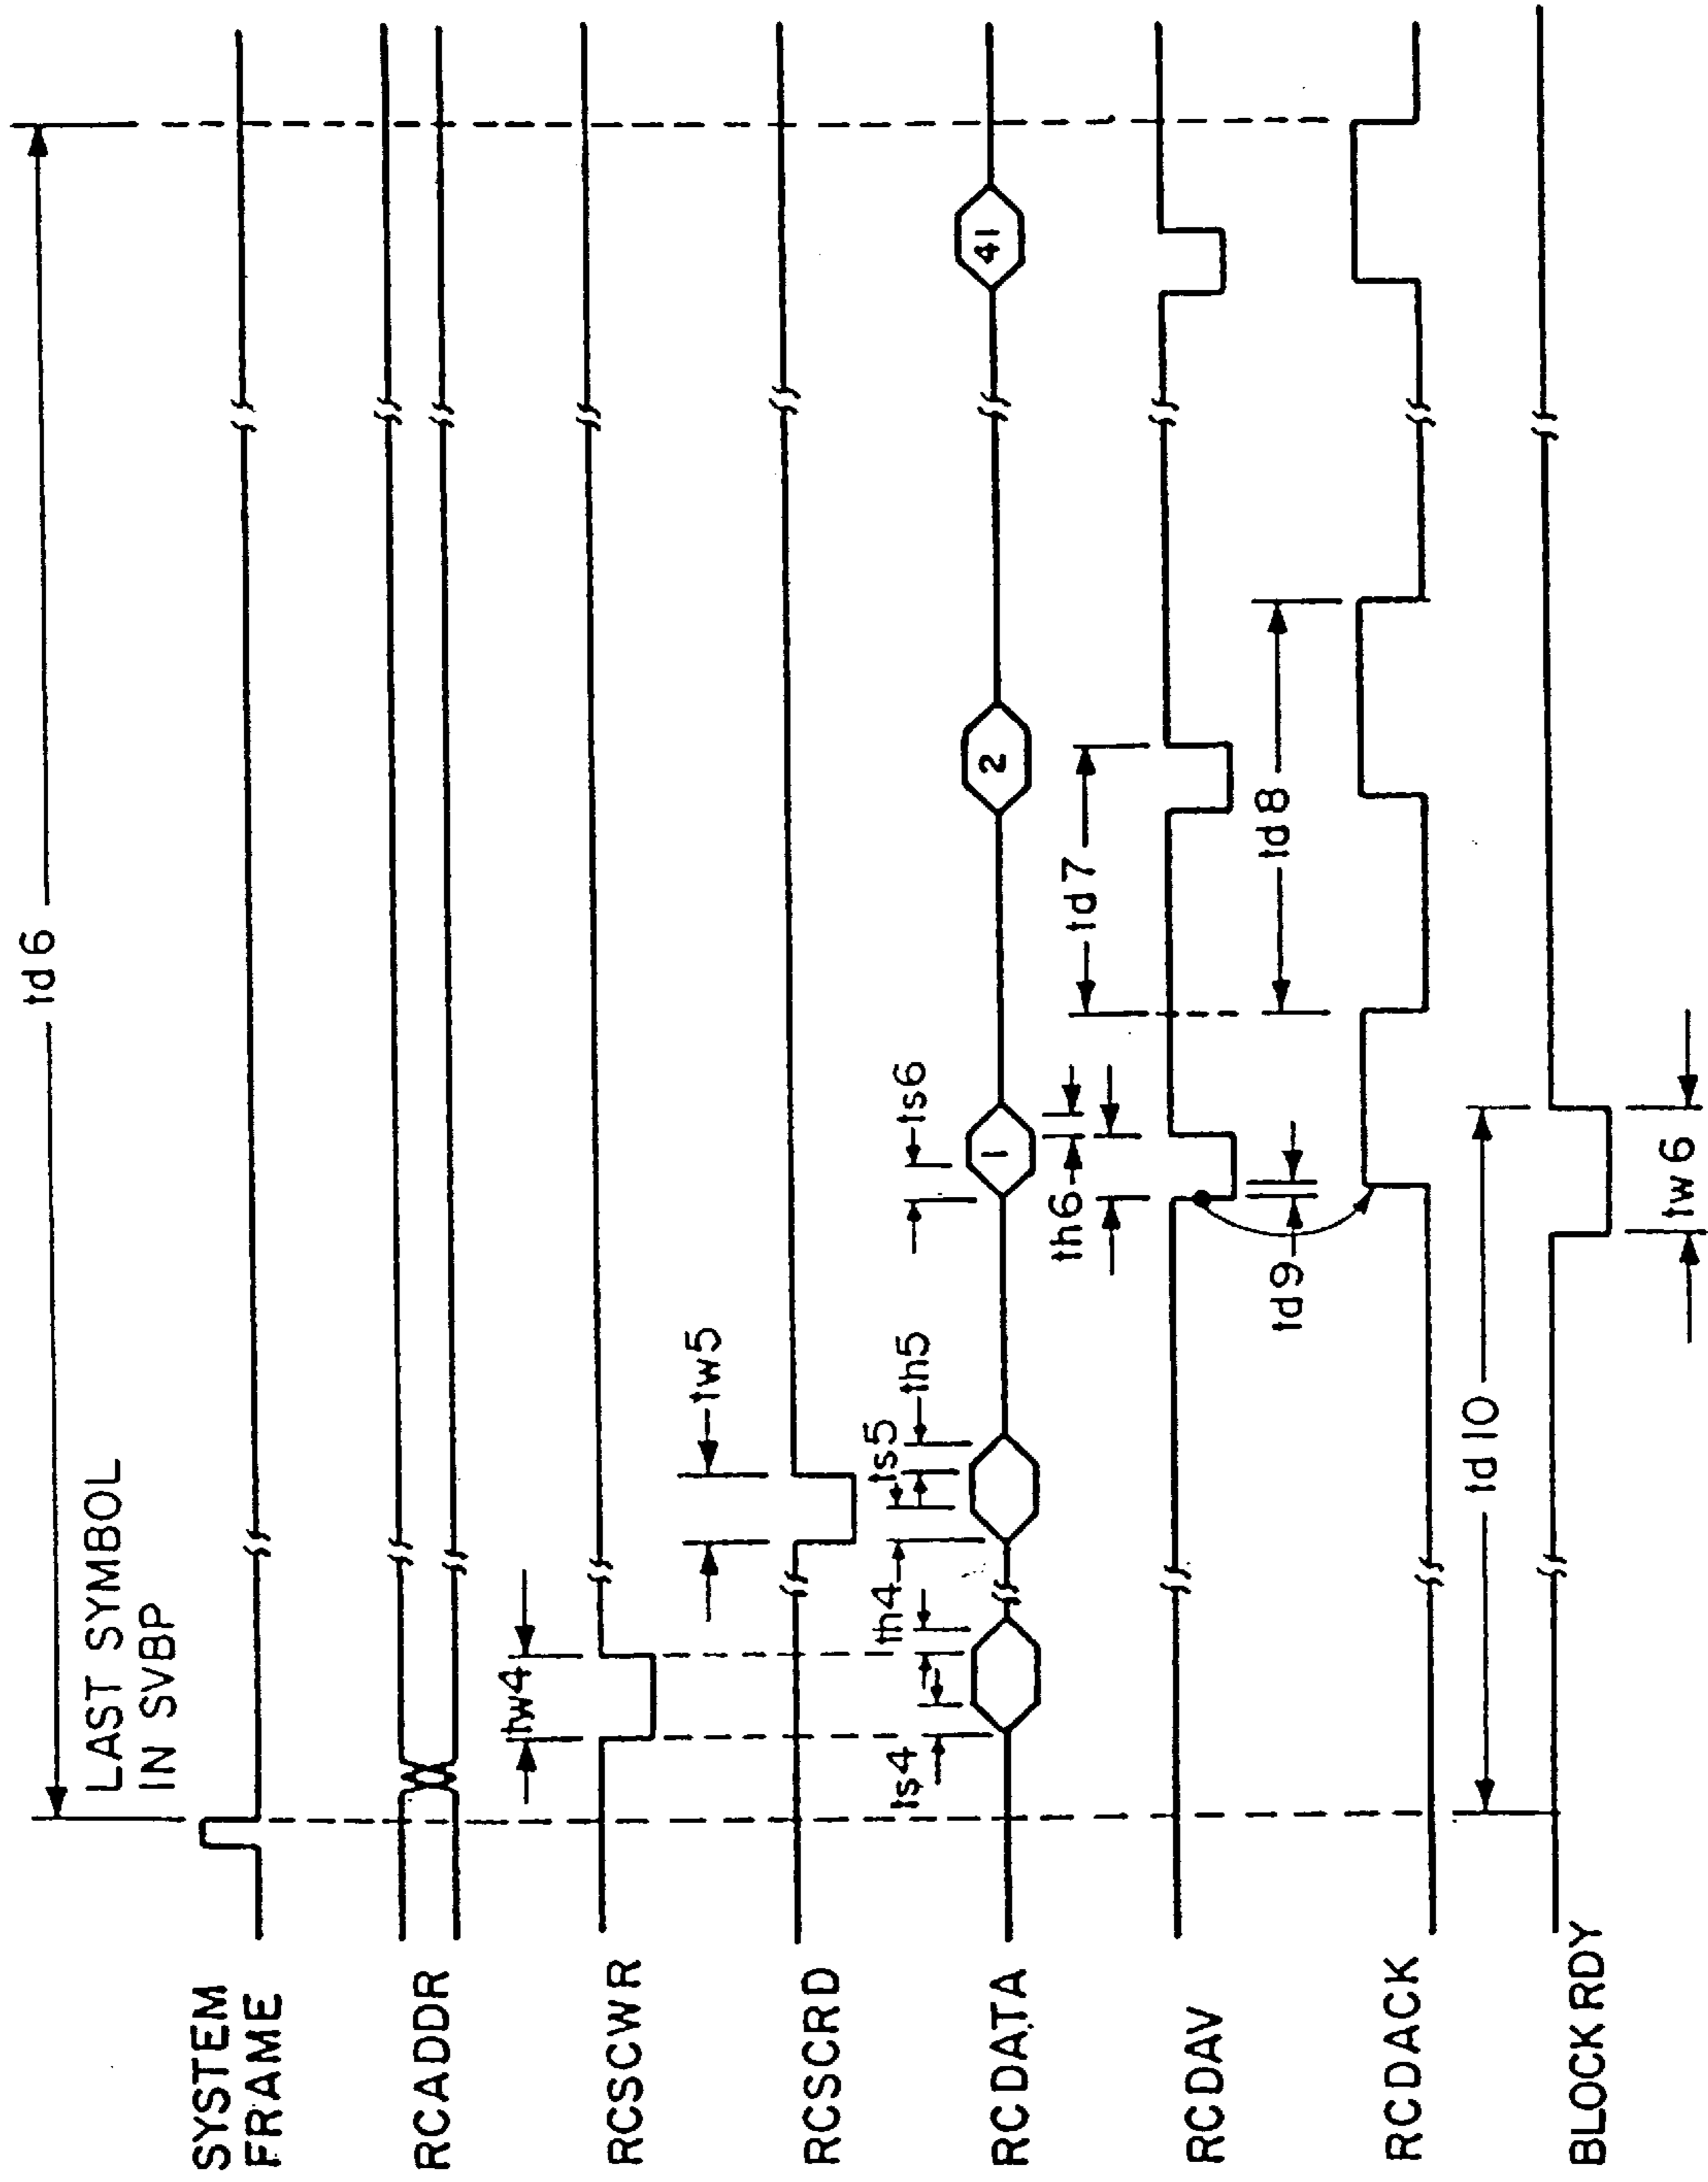 td6
LAST SYMBOL
IN SVBP
SYSTEM
FRAME
RCADDR
tw4
RCSCWR
tw5
RCSCRD
ts4
th4
ts5
th5
ts6
RCDATA
1
2
41
th6
td7
RCDAV
td9
td8
RCDACK
td10
BLOCK RDY
tw6